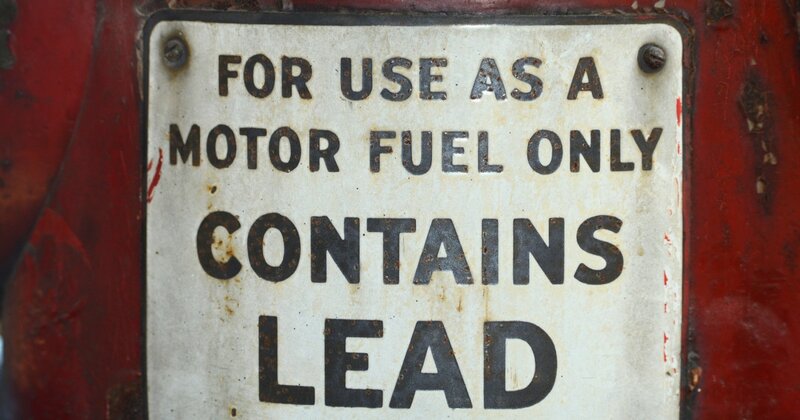 FOR USE AS A
MOTOR FUEL ONLY
CONTAINS
LEAD